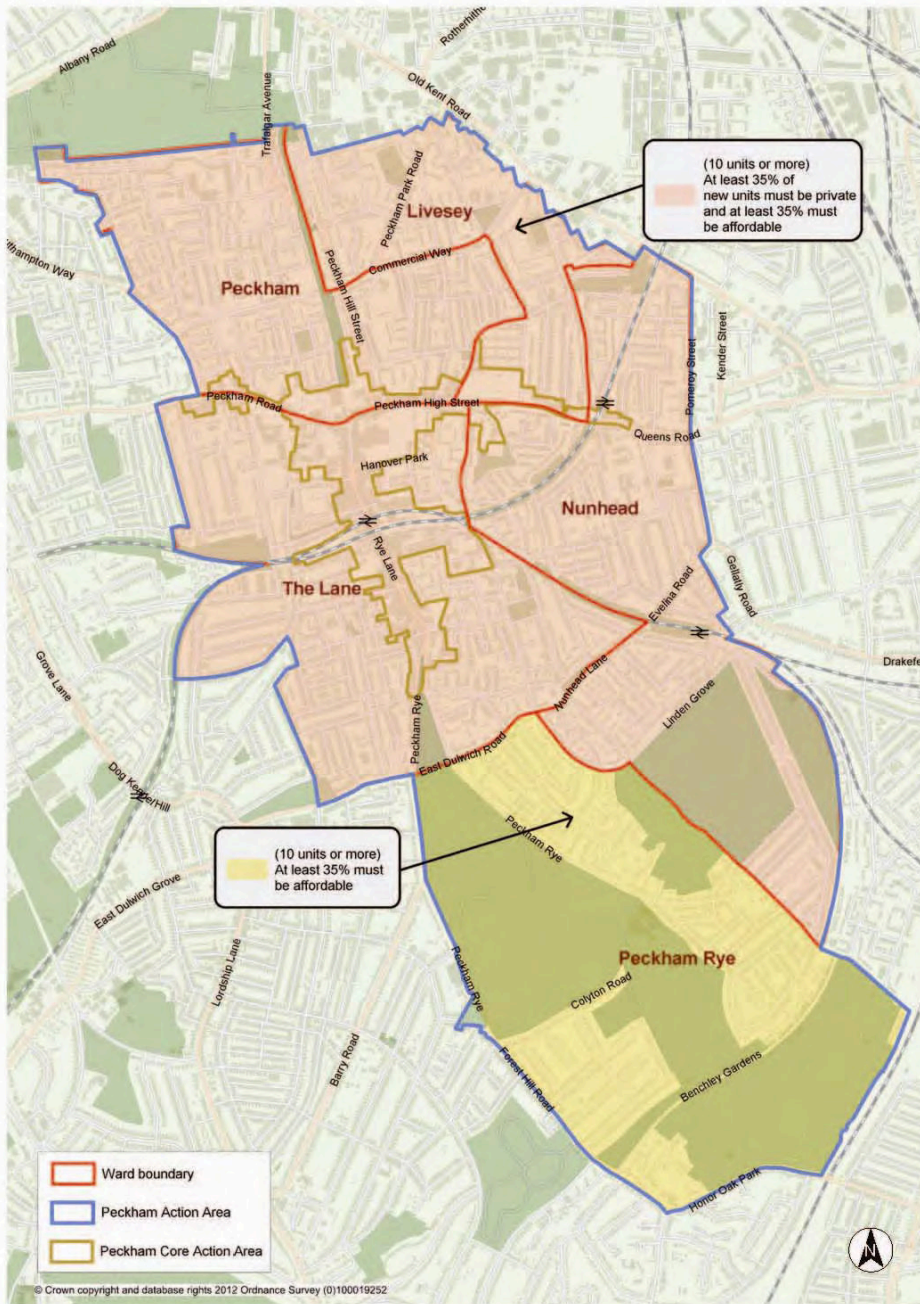 Albany Road
Trafalgar Avenue
Old Kent Road
(10 units or more)
At least 35% of
new units must be private
and at least 35% must
be affordable
Peckham Park Road
Livesey
Commercial Way
Peckham
Peckham Hill Street
Kender Street
Pomeroy Street
Peckham Road
Peckham High Street
Queens Road
Hanover Park
Nunhead
Rye Lane
The Lane
Evelina Road
Gellatly Road
Grove Lane
Nunhead Lane
Linden Grove
Peckham Rye
East Dulwich Road
Dog Kennel Hill
Peckham Rye
(10 units or more)
At least 35% must
be affordable
East Dulwich Grove
Lordship Lane
Peckham Rye
Peckham Rye
Colyton Road
Barry Road
Forest Hill Road
Benchley Gardens
Honor Oak Park
Ward boundary
Peckham Action Area
Peckham Core Action Area
N
© Crown copyright and database rights 2012 Ordnance Survey (0)100019252